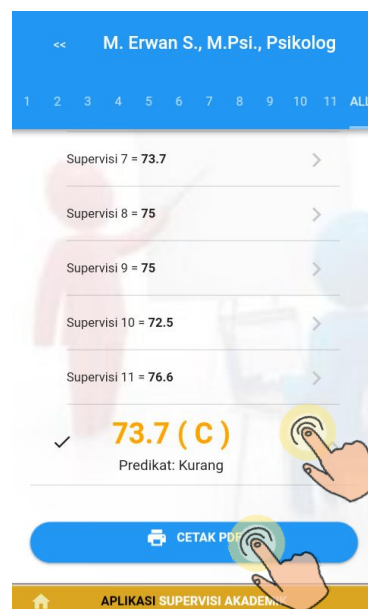 << M. Erwan S., M.Psi., Psikolog
1 2 3 4 5 6 7 8 9 10 11 ALL
Supervisi 7 = 73.7
Supervisi 8 = 75
Supervisi 9 = 75
Supervisi 10 = 72.5
Supervisi 11 = 76.6
73.7 ( C )
Predikat: Kurang
CETAK PDF
APLIKASI SUPERVISI AKADEMIK